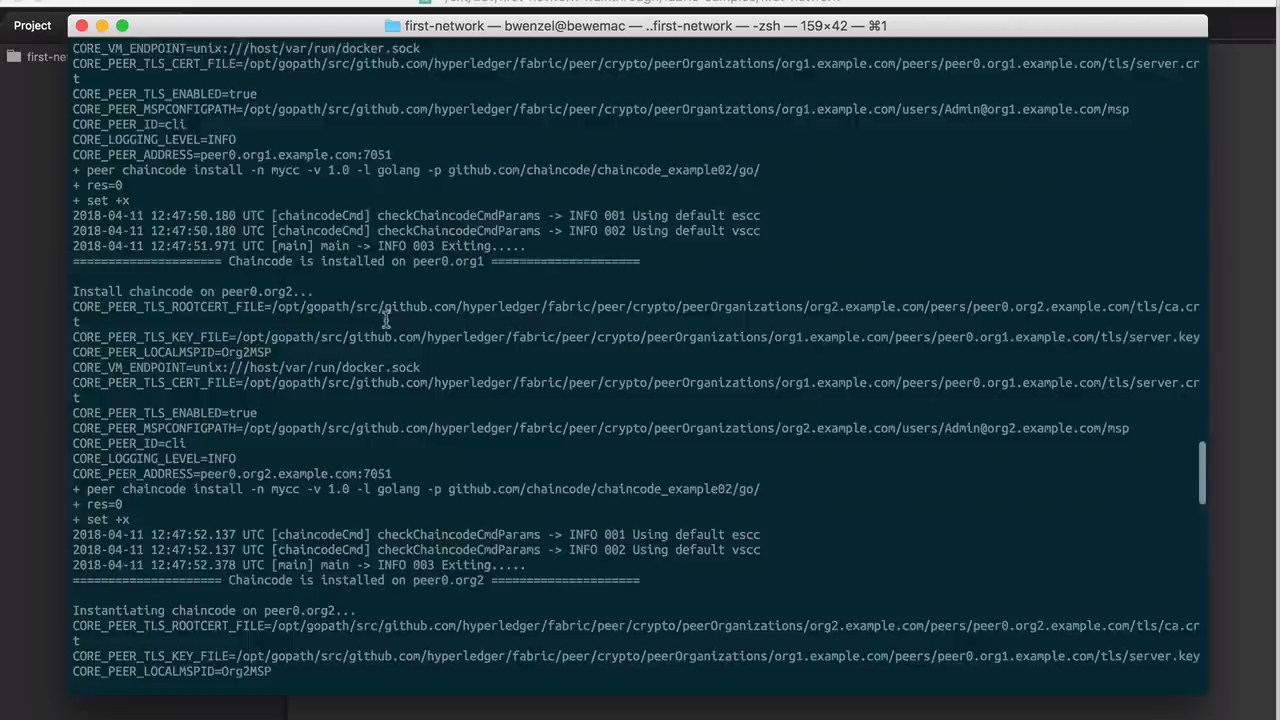 first-network — bwenzel@bewemac — ..first-network — -zsh — 159×42 — ⌘1
Project
first-ne
CORE_VM_ENDPOINT=unix:///host/var/run/docker.sock
CORE_PEER_TLS_CERT_FILE=/opt/gopath/src/github.com/hyperledger/fabric/peer/crypto/peerOrganizations/org1.example.com/peers/peer0.org1.example.com/tls/server.cr
t
CORE_PEER_TLS_ENABLED=true
CORE_PEER_MSPCONFIGPATH=/opt/gopath/src/github.com/hyperledger/fabric/peer/crypto/peerOrganizations/org1.example.com/users/Admin@org1.example.com/msp
CORE_PEER_ID=cli
CORE_LOGGING_LEVEL=INFO
CORE_PEER_ADDRESS=peer0.org1.example.com:7051
+ peer chaincode install -n mycc -v 1.0 -l golang -p github.com/chaincode/chaincode_example02/go/
+ res=0
+ set +x
2018-04-11 12:47:50.180 UTC [chaincodeCmd] checkChaincodeCmdParams -> INFO 001 Using default escc
2018-04-11 12:47:50.180 UTC [chaincodeCmd] checkChaincodeCmdParams -> INFO 002 Using default vscc
2018-04-11 12:47:51.971 UTC [main] main -> INFO 003 Exiting.....
===================== Chaincode is installed on peer0.org1 =====================
Install chaincode on peer0.org2...
CORE_PEER_TLS_ROOTCERT_FILE=/opt/gopath/src/github.com/hyperledger/fabric/peer/crypto/peerOrganizations/org2.example.com/peers/peer0.org2.example.com/tls/ca.cr
t
CORE_PEER_TLS_KEY_FILE=/opt/gopath/src/github.com/hyperledger/fabric/peer/crypto/peerOrganizations/org1.example.com/peers/peer0.org1.example.com/tls/server.key
CORE_PEER_LOCALMSPID=Org2MSP
CORE_VM_ENDPOINT=unix:///host/var/run/docker.sock
CORE_PEER_TLS_CERT_FILE=/opt/gopath/src/github.com/hyperledger/fabric/peer/crypto/peerOrganizations/org1.example.com/peers/peer0.org1.example.com/tls/server.cr
t
CORE_PEER_TLS_ENABLED=true
CORE_PEER_MSPCONFIGPATH=/opt/gopath/src/github.com/hyperledger/fabric/peer/crypto/peerOrganizations/org2.example.com/users/Admin@org2.example.com/msp
CORE_PEER_ID=cli
CORE_LOGGING_LEVEL=INFO
CORE_PEER_ADDRESS=peer0.org2.example.com:7051
+ peer chaincode install -n mycc -v 1.0 -l golang -p github.com/chaincode/chaincode_example02/go/
+ res=0
+ set +x
2018-04-11 12:47:52.137 UTC [chaincodeCmd] checkChaincodeCmdParams -> INFO 001 Using default escc
2018-04-11 12:47:52.137 UTC [chaincodeCmd] checkChaincodeCmdParams -> INFO 002 Using default vscc
2018-04-11 12:47:52.378 UTC [main] main -> INFO 003 Exiting.....
===================== Chaincode is installed on peer0.org2 =====================
Instantiating chaincode on peer0.org2...
CORE_PEER_TLS_ROOTCERT_FILE=/opt/gopath/src/github.com/hyperledger/fabric/peer/crypto/peerOrganizations/org2.example.com/peers/peer0.org2.example.com/tls/ca.cr
t
CORE_PEER_TLS_KEY_FILE=/opt/gopath/src/github.com/hyperledger/fabric/peer/crypto/peerOrganizations/org1.example.com/peers/peer0.org1.example.com/tls/server.key
CORE_PEER_LOCALMSPID=Org2MSP